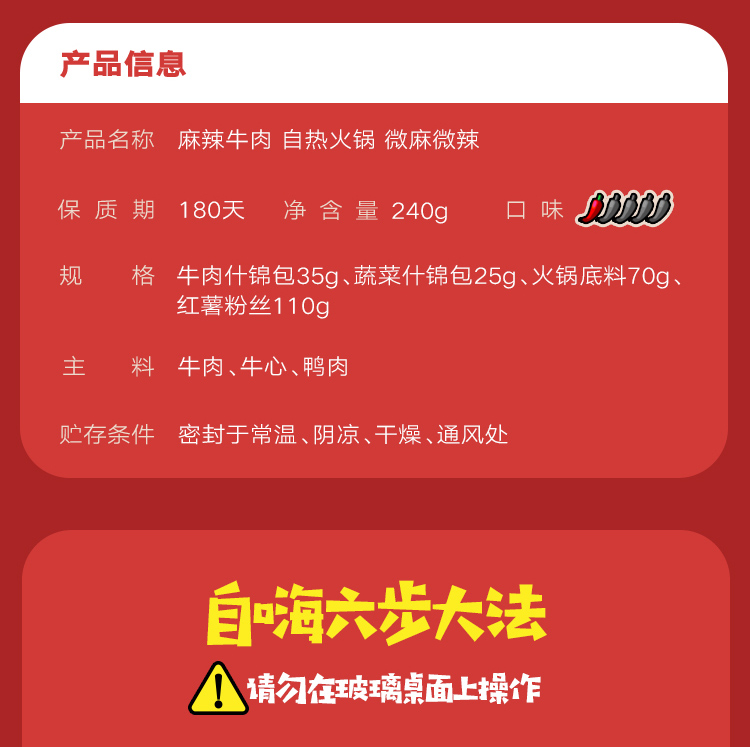 产品信息
产品名称 麻辣牛肉 自热火锅 微麻微辣
保质期 180天 净含量 240g 口味
规格 牛肉什锦包35g、蔬菜什锦包25g、火锅底料70g、
红薯粉丝110g
主料 牛肉、牛心、鸭肉
贮存条件 密封于常温、阴凉、干燥、通风处
自嗨六步大法
请勿在玻璃桌面上操作